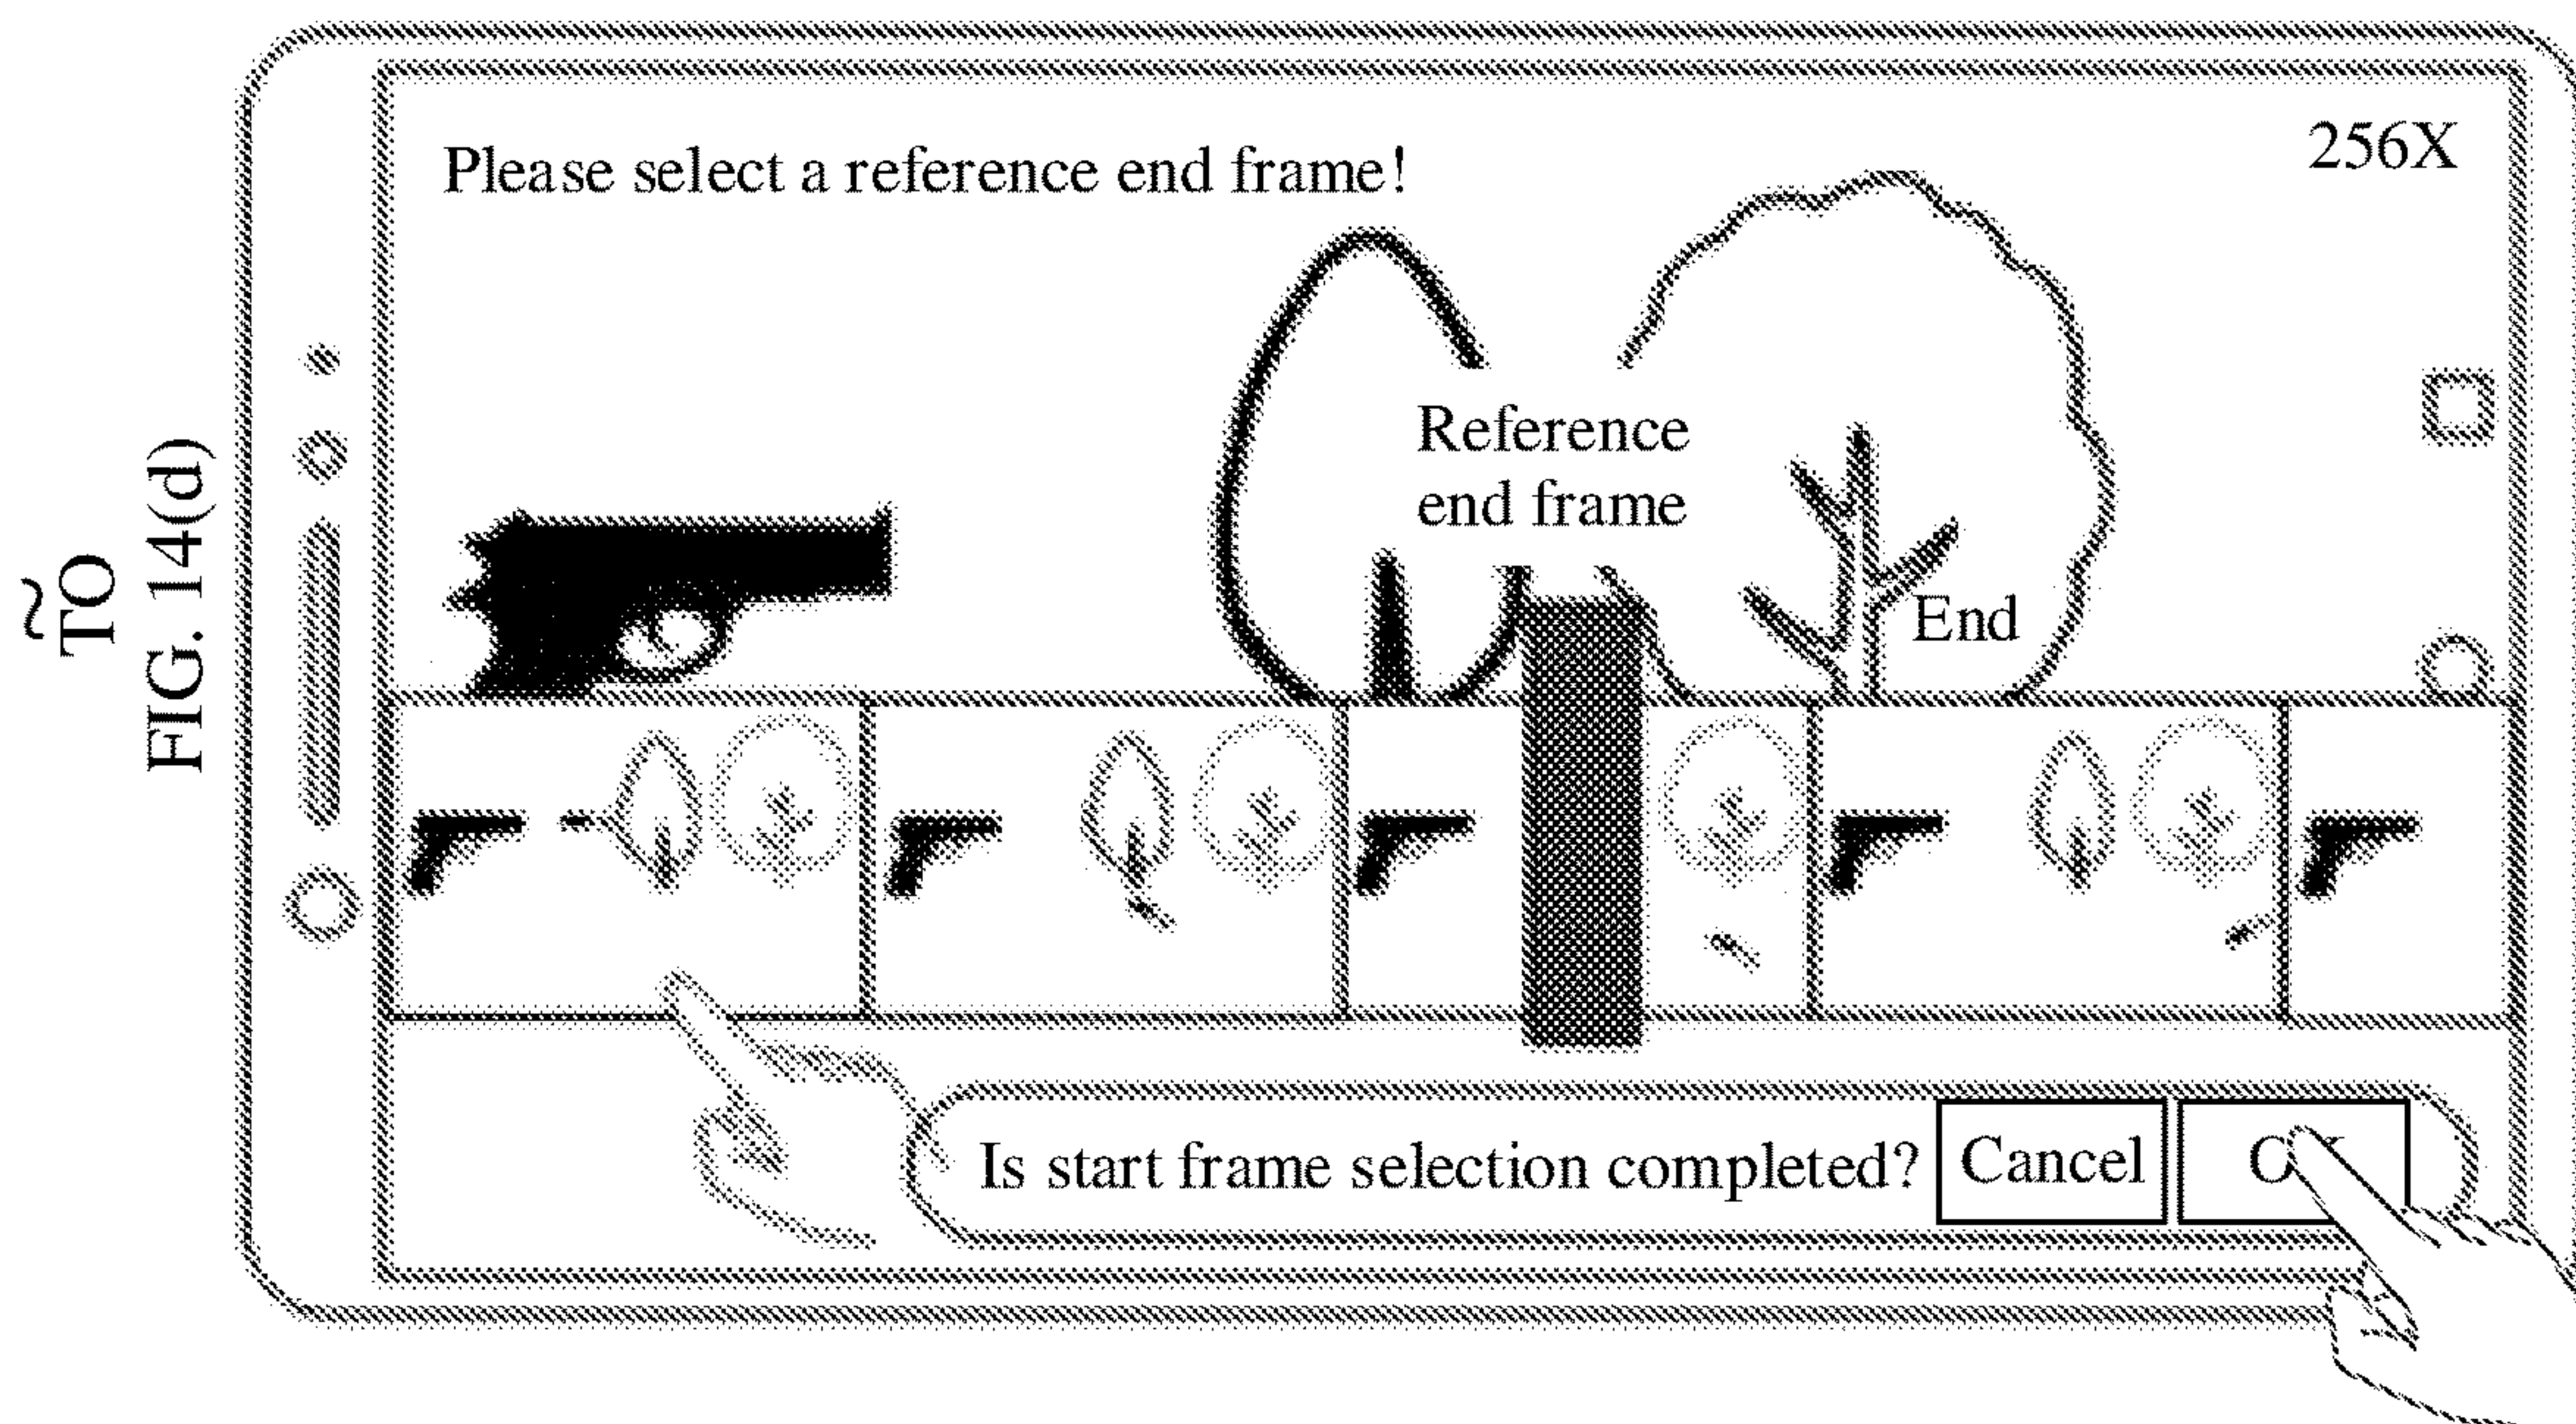 ~TO
FIG. 14(d)
Please select a reference end frame!
256X
Reference
end frame
End
Is start frame selection completed?
Cancel